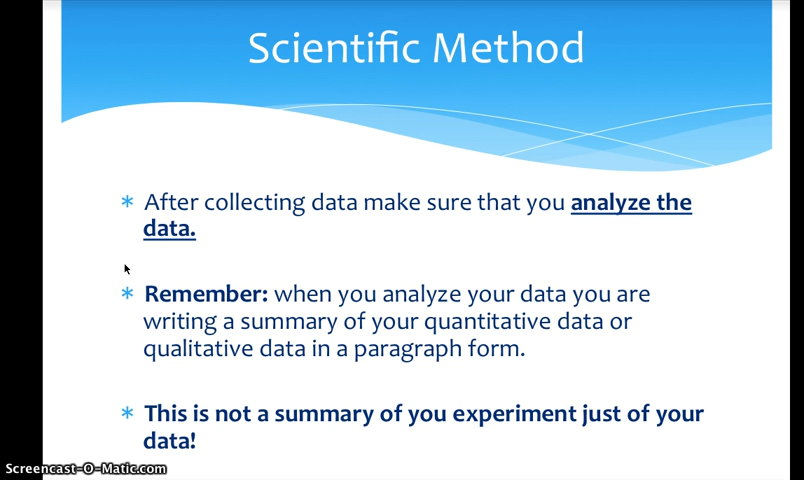 Scientific Method
* After collecting data make sure that you analyze the
data.
* Remember: when you analyze your data you are
writing a summary of your quantitative data or
qualitative data in a paragraph form.
* This is not a summary of you experiment just of your
data!
Screencast-O-Matic.com